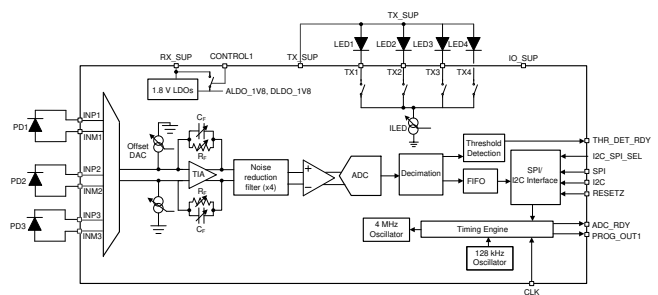 TX_SUP
LED1
LED2
LED3
LED4
RX_SUP
CONTROL1
TX_SUP
IO_SUP
TX1
TX2
TX3
TX4
1.8 V LDOs
ALDO_1V8, DLDO_1V8
ILED
INP1
PD1
INM1
Offset
DAC
CF
RF
TIA
INP2
PD2
INM2
RF
CF
INP3
PD3
INM3
Noise
reduction
filter (x4)
+
−
ADC
Decimation
Threshold
Detection
FIFO
SPI/
I2C Interface
THR_DET_RDY
I2C_SPI_SEL
SPI
I2C
RESETZ
4 MHz
Oscillator
Timing Engine
ADC_RDY
PROG_OUT1
128 kHz
Oscillator
CLK